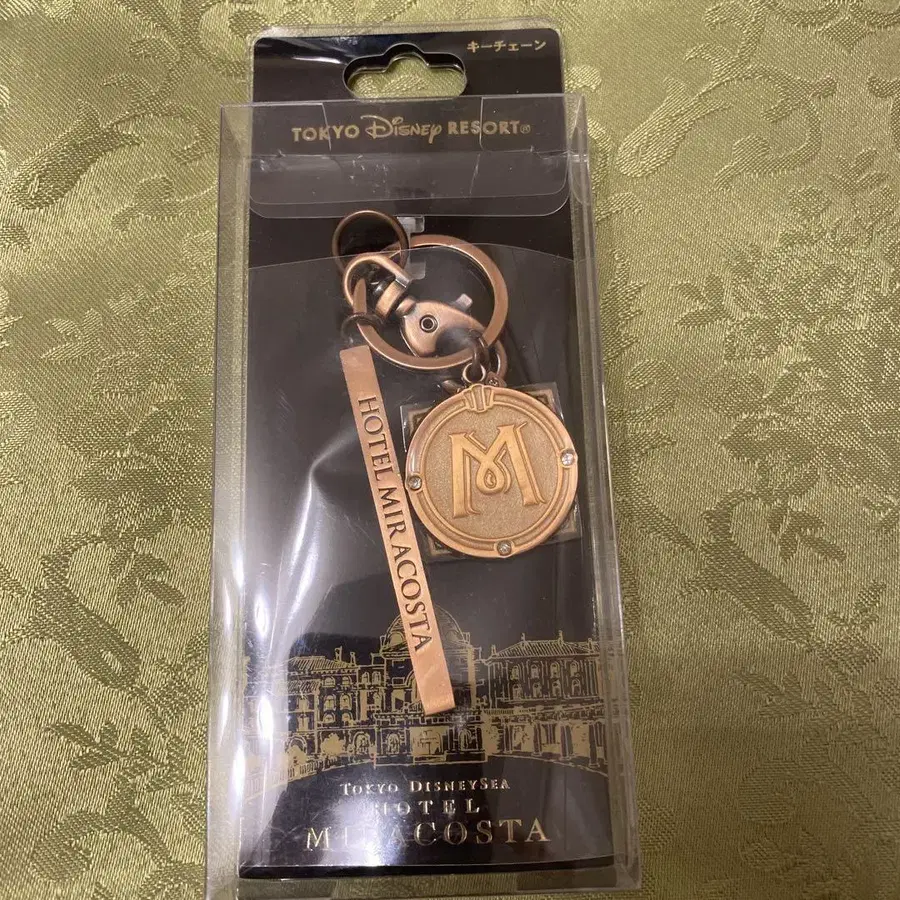 キーチェーン
TOKYO Disney RESORT®
HOTEL MIRACOSTA
M
TOKYO DISNEYSEA
HOTEL
MIRACOSTA